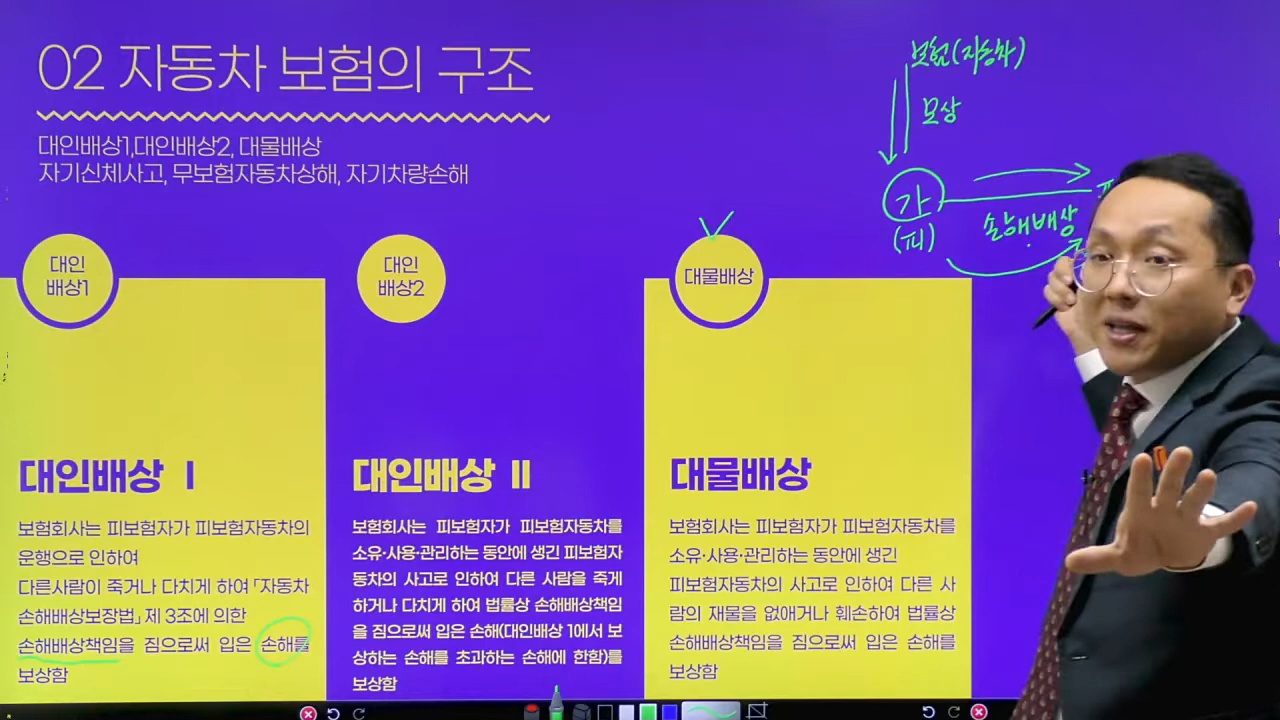 02 자동차 보험의 구조
대인배상1,대인배상2, 대물배상
자기신체사고, 무보험자동차상해, 자기차량손해
보험(자동차)
보상
가
(피)
손해배상
대인
배상1
대인
배상2
대물배상
대인배상 Ⅰ
보험회사는 피보험자가 피보험자동차의
운행으로 인하여
다른사람이 죽거나 다치게 하여 「자동차
손해배상보장법」 제 3조에 의한
손해배상책임을 짐으로써 입은 손해를
보상함
대인배상 Ⅱ
보험회사는 피보험자가 피보험자동차를
소유·사용·관리하는 동안에 생긴 피보험자
동차의 사고로 인하여 다른 사람을 죽게
하거나 다치게 하여 법률상 손해배상책임
을 짐으로써 입은 손해(대인배상 1에서 보
상하는 손해를 초과하는 손해에 한함)를
보상함
대물배상
보험회사는 피보험자가 피보험자동차를
소유·사용·관리하는 동안에 생긴
피보험자동차의 사고로 인하여 다른 사
람의 재물을 없애거나 훼손하여 법률상
손해배상책임을 짐으로써 입은 손해를
보상함